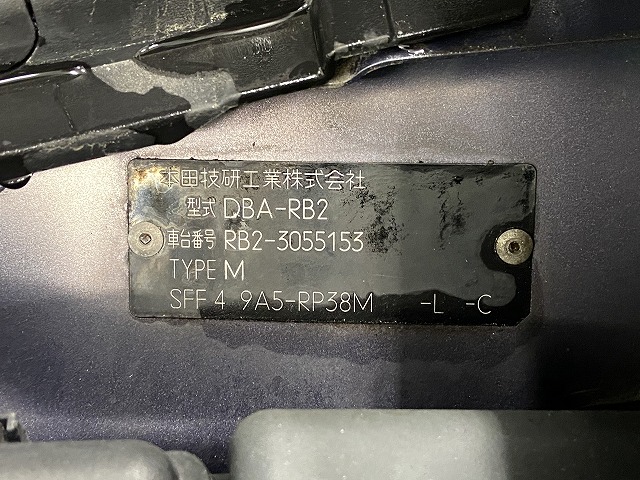 本田技研工業株式会社
型式 DBA-RB2
車台番号 RB2-3055153
TYPE M
SFF 4 9A5-RP38M -L -C